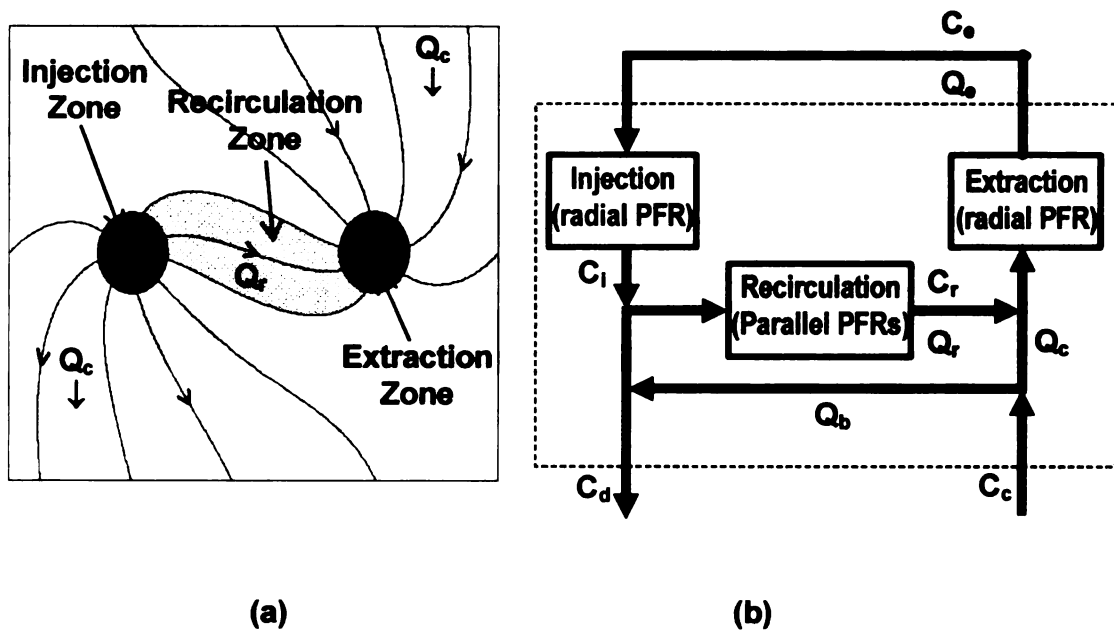 Injection
Zone
Recirculation
Zone
Qc
Qr
Qc
Extraction
Zone
(a)
Ce
Qe
Injection
(radial PFR)
Extraction
(radial PFR)
Ci
Recirculation
(Parallel PFRs)
Cr
Qr
Qc
Qb
Cd
Cc
(b)